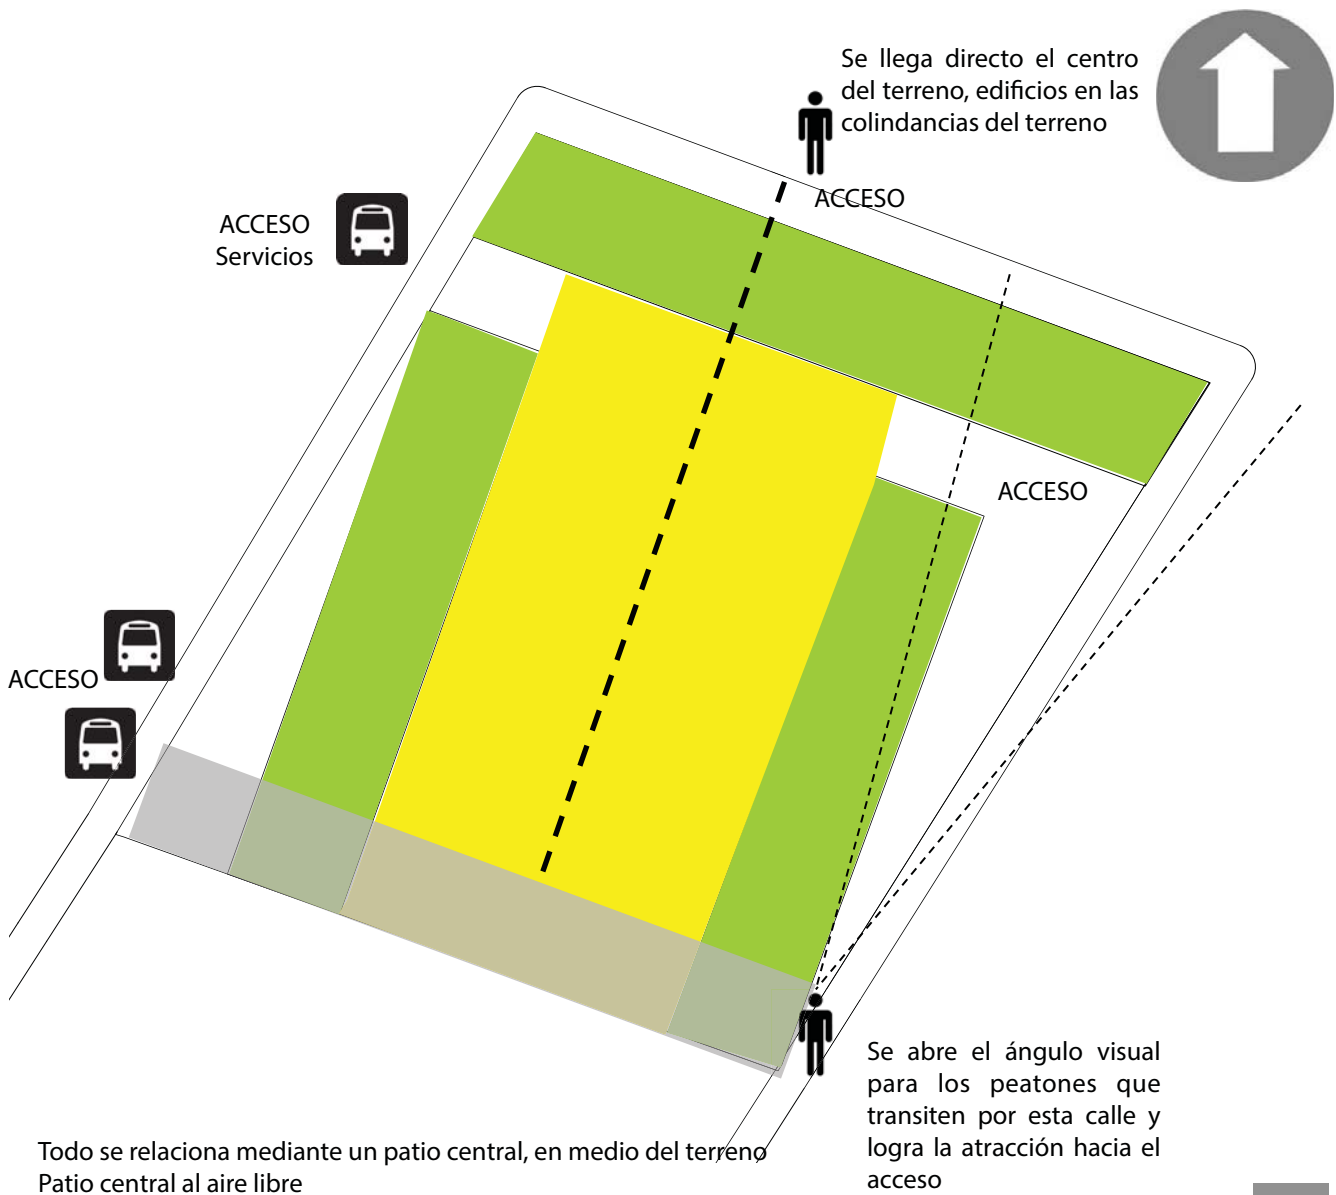 Se llega directo el centro
del terreno, edificios en las
colindancias del terreno
ACCESO
ACCESO
Servicios
ACCESO
ACCESO
Se abre el ángulo visual
para los peatones que
transiten por esta calle y
logra la atracción hacia el
acceso
Todo se relaciona mediante un patio central, en medio del terreno
Patio central al aire libre